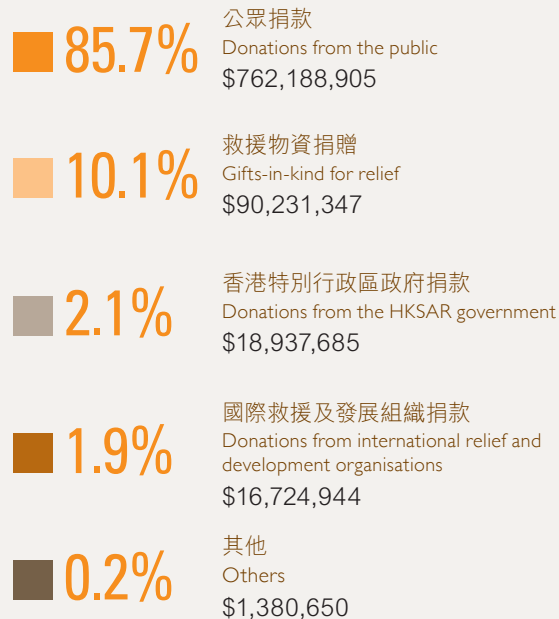 85.7%
公眾捐款
Donations from the public
$762,188,905
10.1%
救援物資捐贈
Gifts-in-kind for relief
$90,231,347
2.1%
香港特別行政區政府捐款
Donations from the HKSAR government
$18,937,685
1.9%
國際救援及發展組織捐款
Donations from international relief and
development organisations
$16,724,944
0.2%
其他
Others
$1,380,650